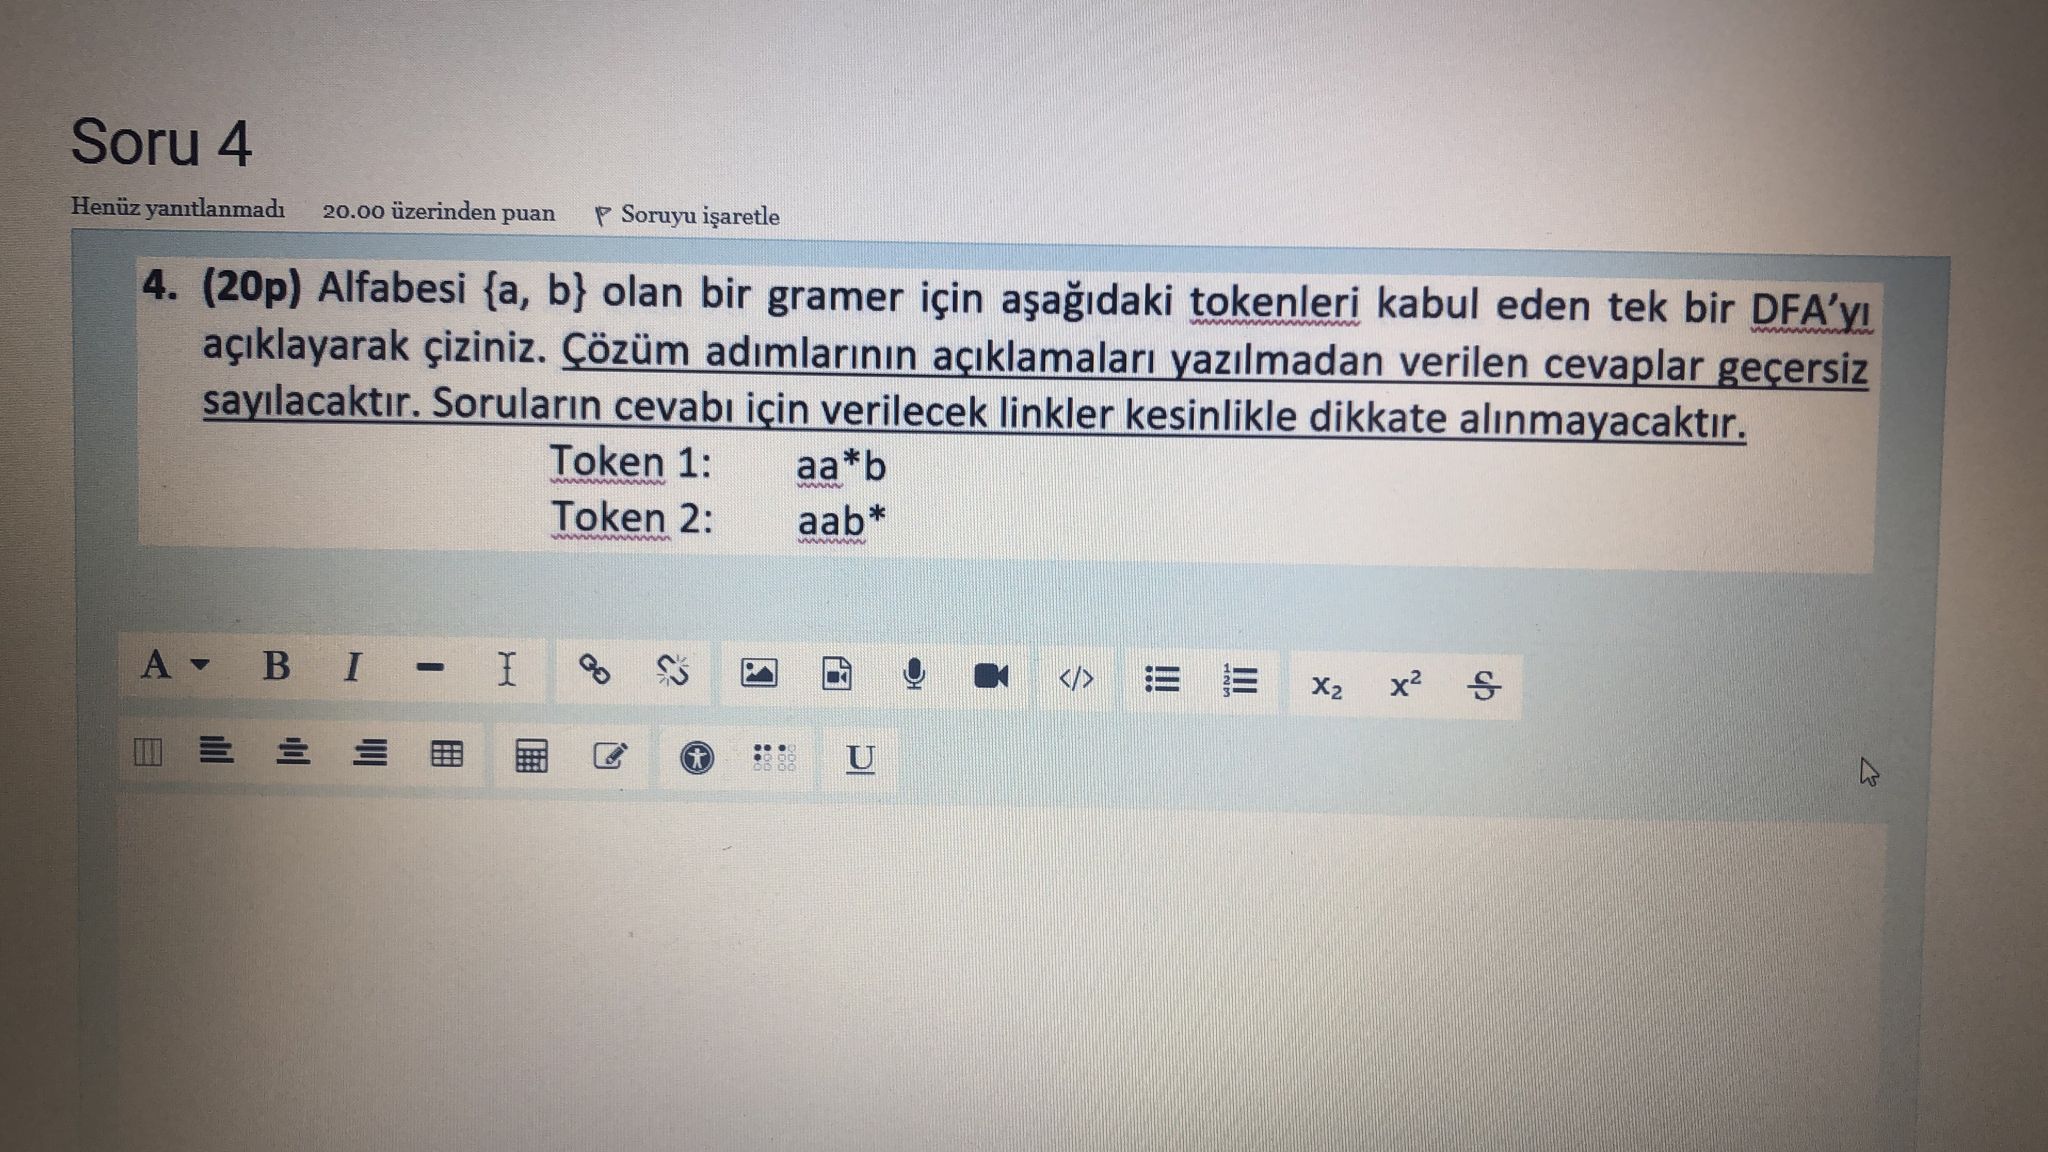 Soru 4
Henüz yanıtlanmadı 20.00 üzerinden puan Soruyu işaretle
4. (20p) Alfabesi {a, b} olan bir gramer için aşağıdaki tokenleri kabul eden tek bir DFA’yı
açıklayarak çiziniz. Çözüm adımlarının açıklamaları yazılmadan verilen cevaplar geçersiz
sayılacaktır. Soruların cevabı için verilecek linkler kesinlikle dikkate alınmayacaktır.
Token 1: aa*b
Token 2: aab*
A B I </> x₂ x² S
U